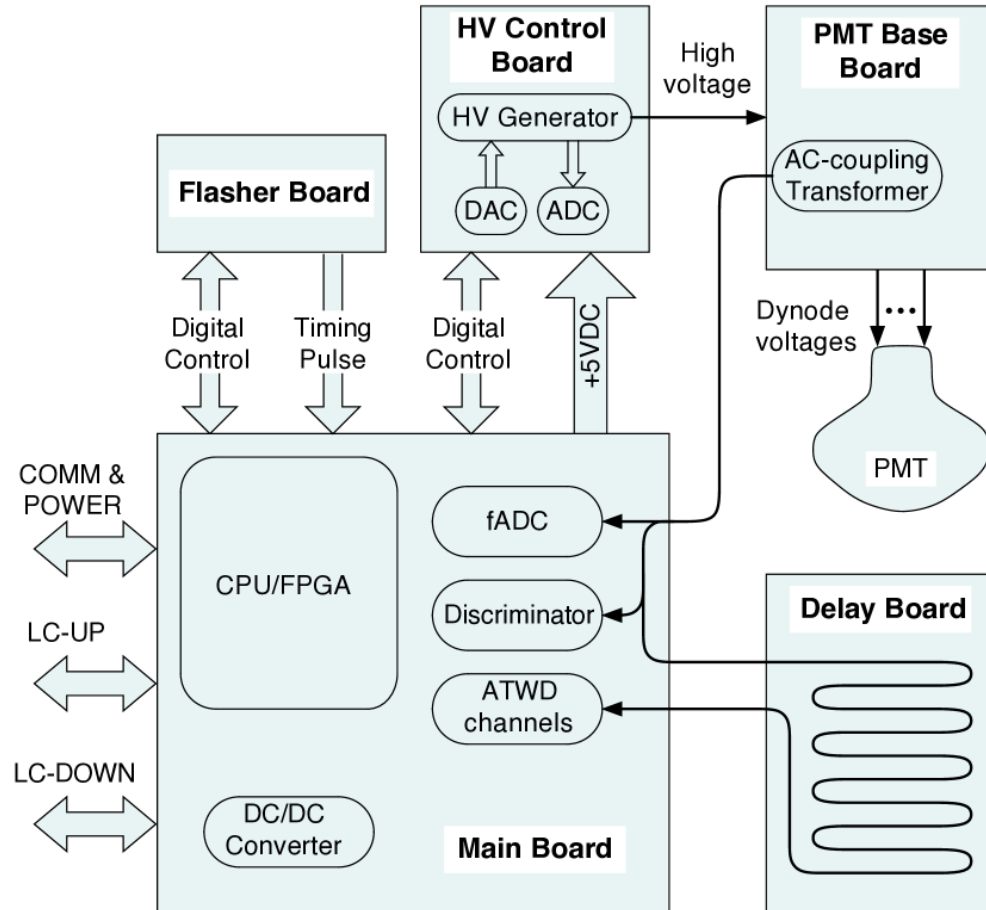 HV Control
Board
HV Generator
DAC
ADC
High
voltage
PMT Base
Board
AC-coupling
Transformer
Flasher Board
Digital
Control
Timing
Pulse
Digital
Control
+5VDC
Dynode
voltages
•••
PMT
COMM &
POWER
LC-UP
LC-DOWN
CPU/FPGA
fADC
Discriminator
ATWD
channels
DC/DC
Converter
Main Board
Delay Board